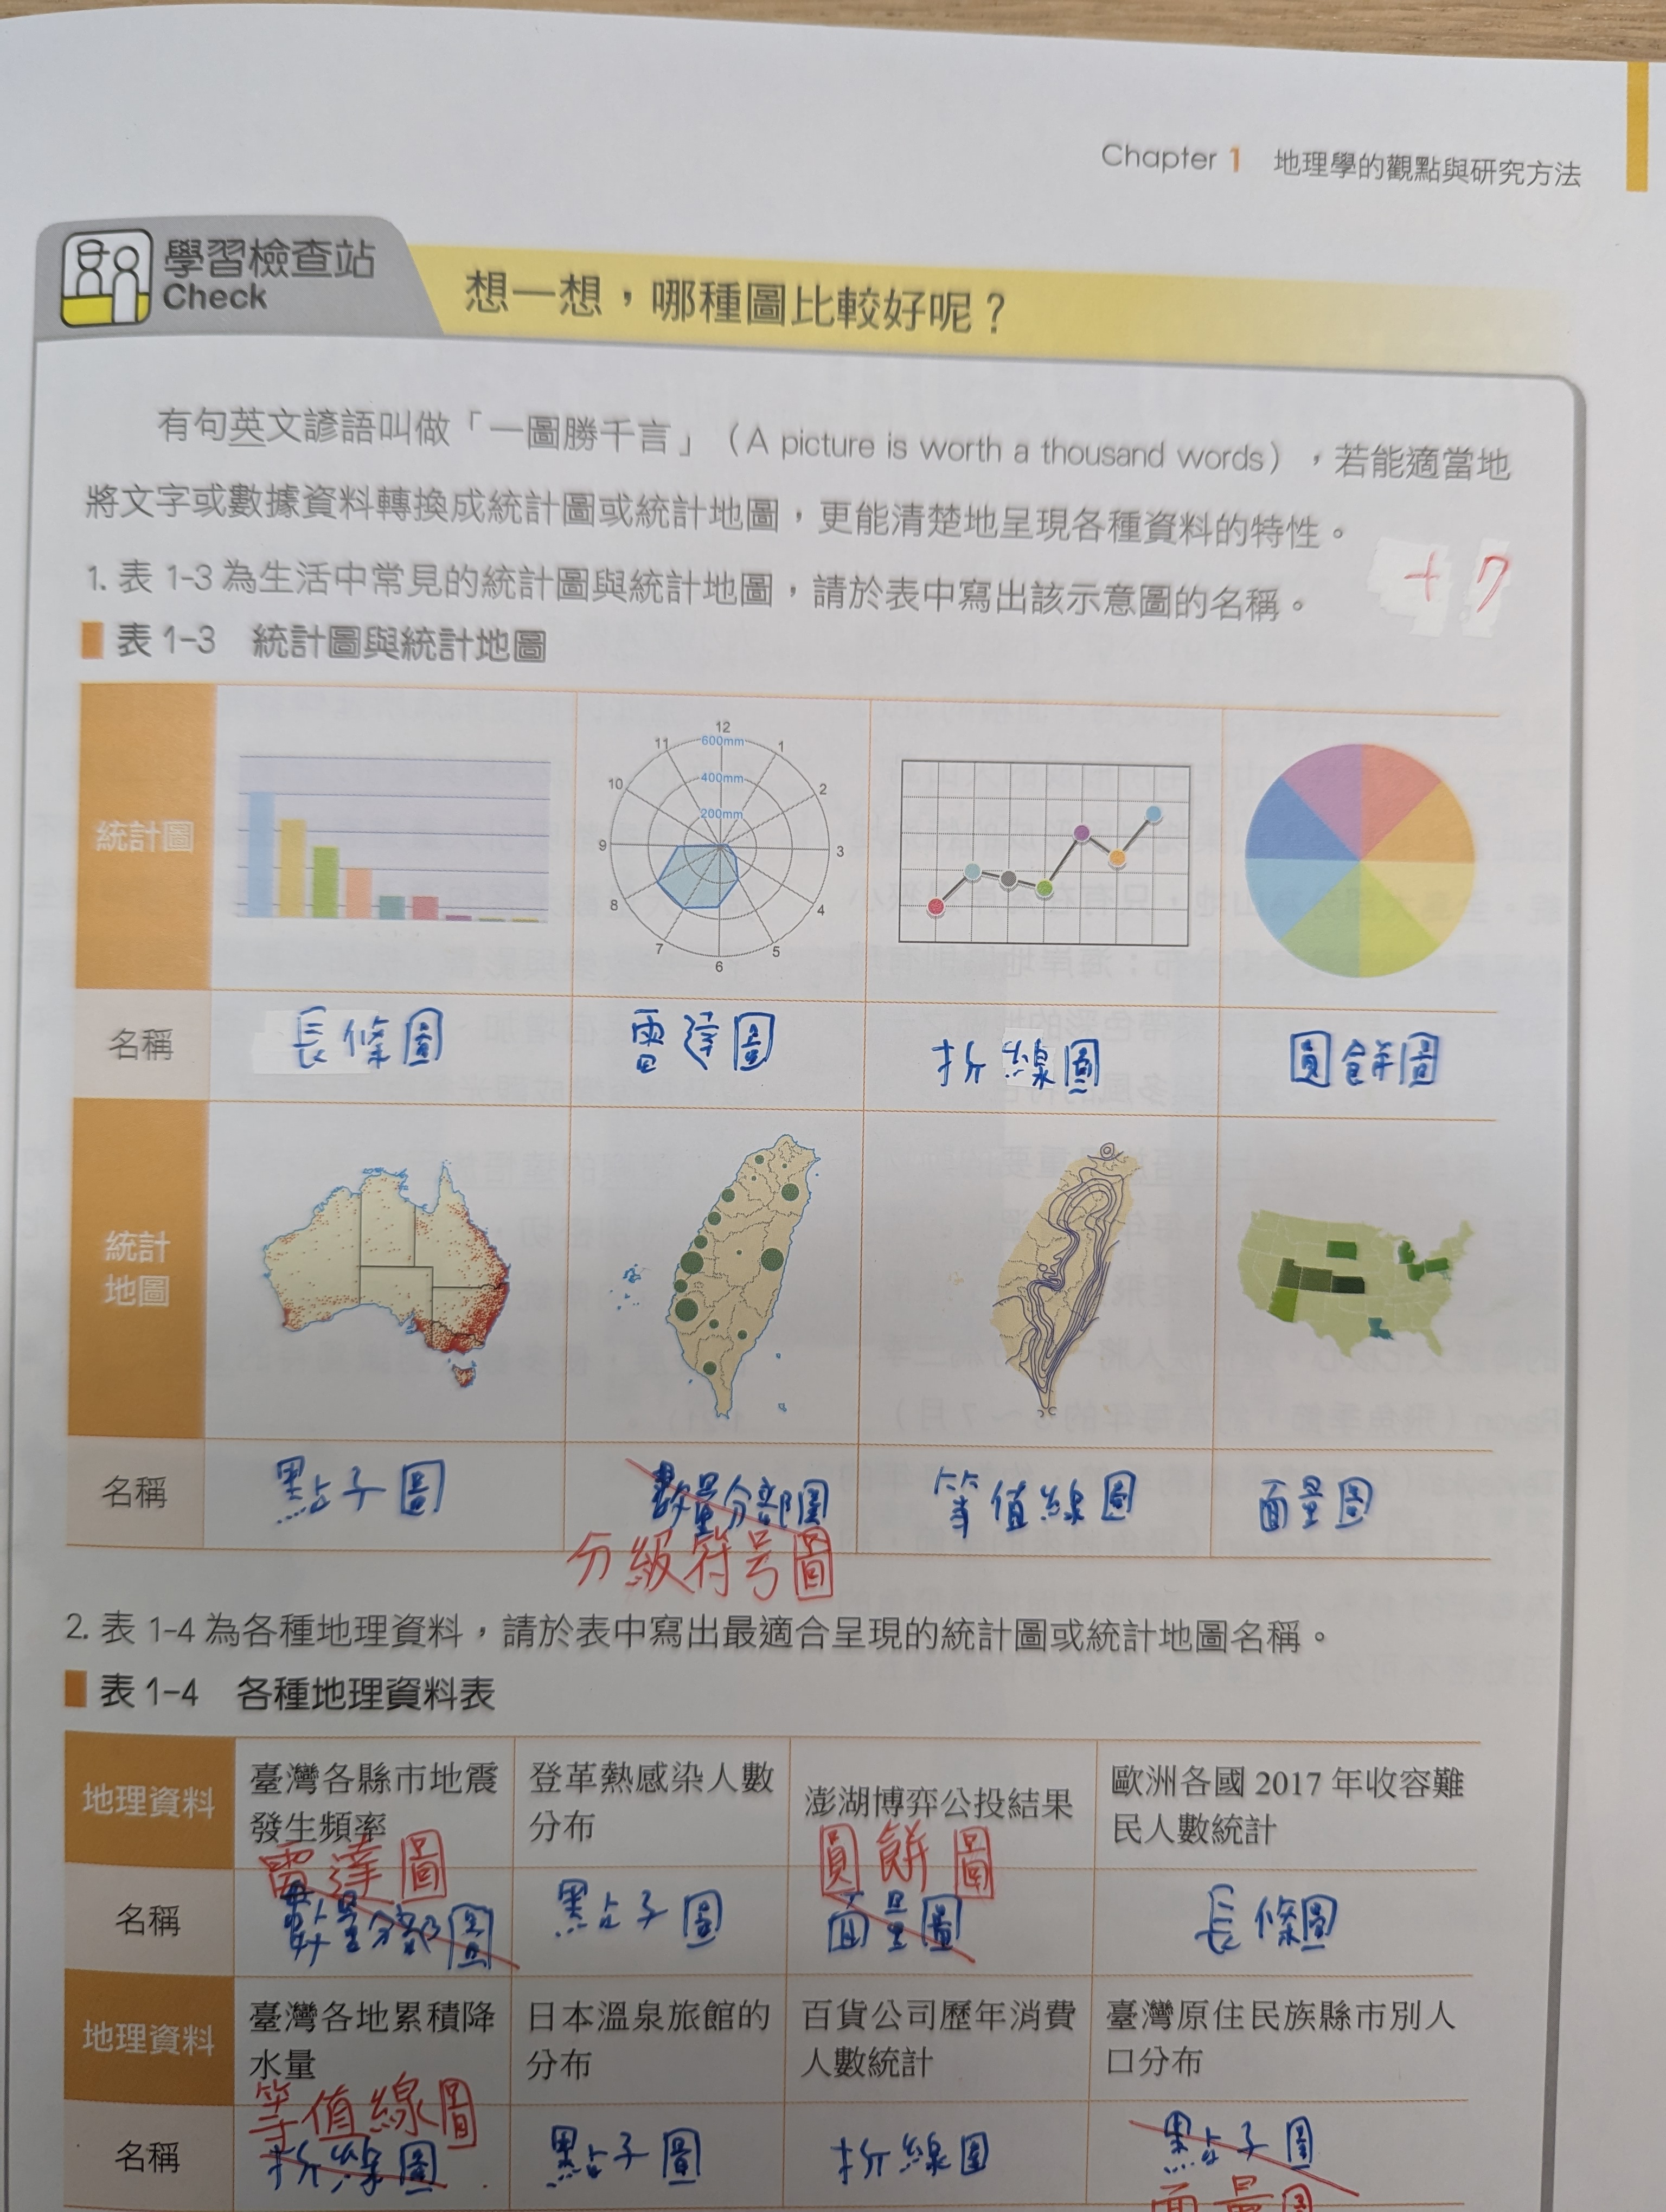 Chapter 1 地理學的觀點與研究方法
學習檢查站
Check
想一想，哪種圖比較好呢？
有句英文諺語叫做「一圖勝千言」（A picture is worth a thousand words），若能適當地
將文字或數據資料轉換成統計圖或統計地圖，更能清楚地呈現各種資料的特性。
1. 表 1-3 為生活中常見的統計圖與統計地圖，請於表中寫出該示意圖的名稱。
+7
表 1-3 統計圖與統計地圖
統計圖
12
11 600mm 1
10 400mm 2
200mm
9 3
8 4
7 5
6
名稱 長條圖 雷達圖 折線圖 圓餅圖
統計
地圖
名稱 點子圖 數量分部圖 等值線圖 面量圖
分級符号圖
2. 表 1-4 為各種地理資料，請於表中寫出最適合呈現的統計圖或統計地圖名稱。
表 1-4 各種地理資料表
地理資料
臺灣各縣市地震
發生頻率
登革熱感染人數
分布
澎湖博弈公投結果
歐洲各國 2017 年收容難
民人數統計
雷達圖 圓餅圖
名稱 數量分部圖 點子圖 面量圖 長條圖
地理資料
臺灣各地累積降
水量
日本溫泉旅館的
分布
百貨公司歷年消費
人數統計
臺灣原住民族縣市別人
口分布
等值線圖
名稱 折線圖 點子圖 折線圖 點子圖
面量圖